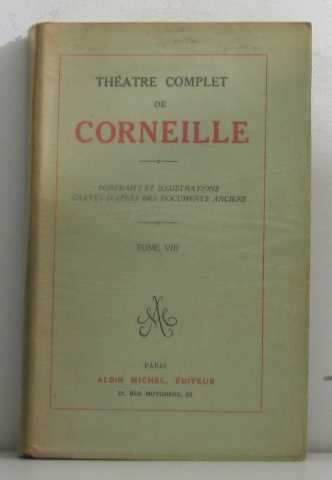 THÉATRE COMPLET
DE
CORNEILLE
PORTRAITS ET ILLUSTRATIONS
GRAVÉS D'APRÈS DES DOCUMENTS ANCIENS
TOME VIII
PARIS
ALBIN MICHEL, ÉDITEUR
22, RUE HUYGHENS, 22